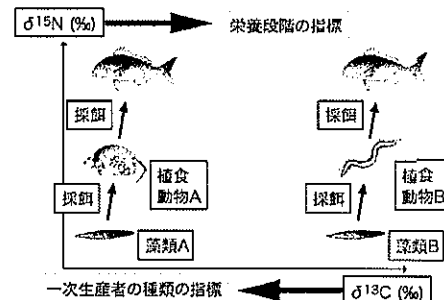 δ¹⁵N (‰)
栄養段階の指標
採餌
採餌
植食
動物A
植食
動物B
採餌
採餌
藻類A
藻類B
一次生産者の種類の指標
δ¹³C (‰)